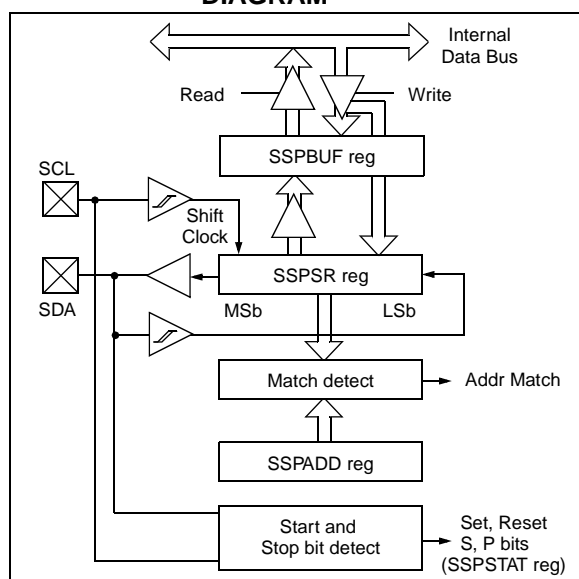 DIAGRAM
Internal
Data Bus
Read
Write
SSPBUF reg
SCL
Shift
Clock
SSPSR reg
SDA
MSb
LSb
Match detect
Addr Match
SSPADD reg
Start and
Stop bit detect
Set, Reset
S, P bits
(SSPSTAT reg)